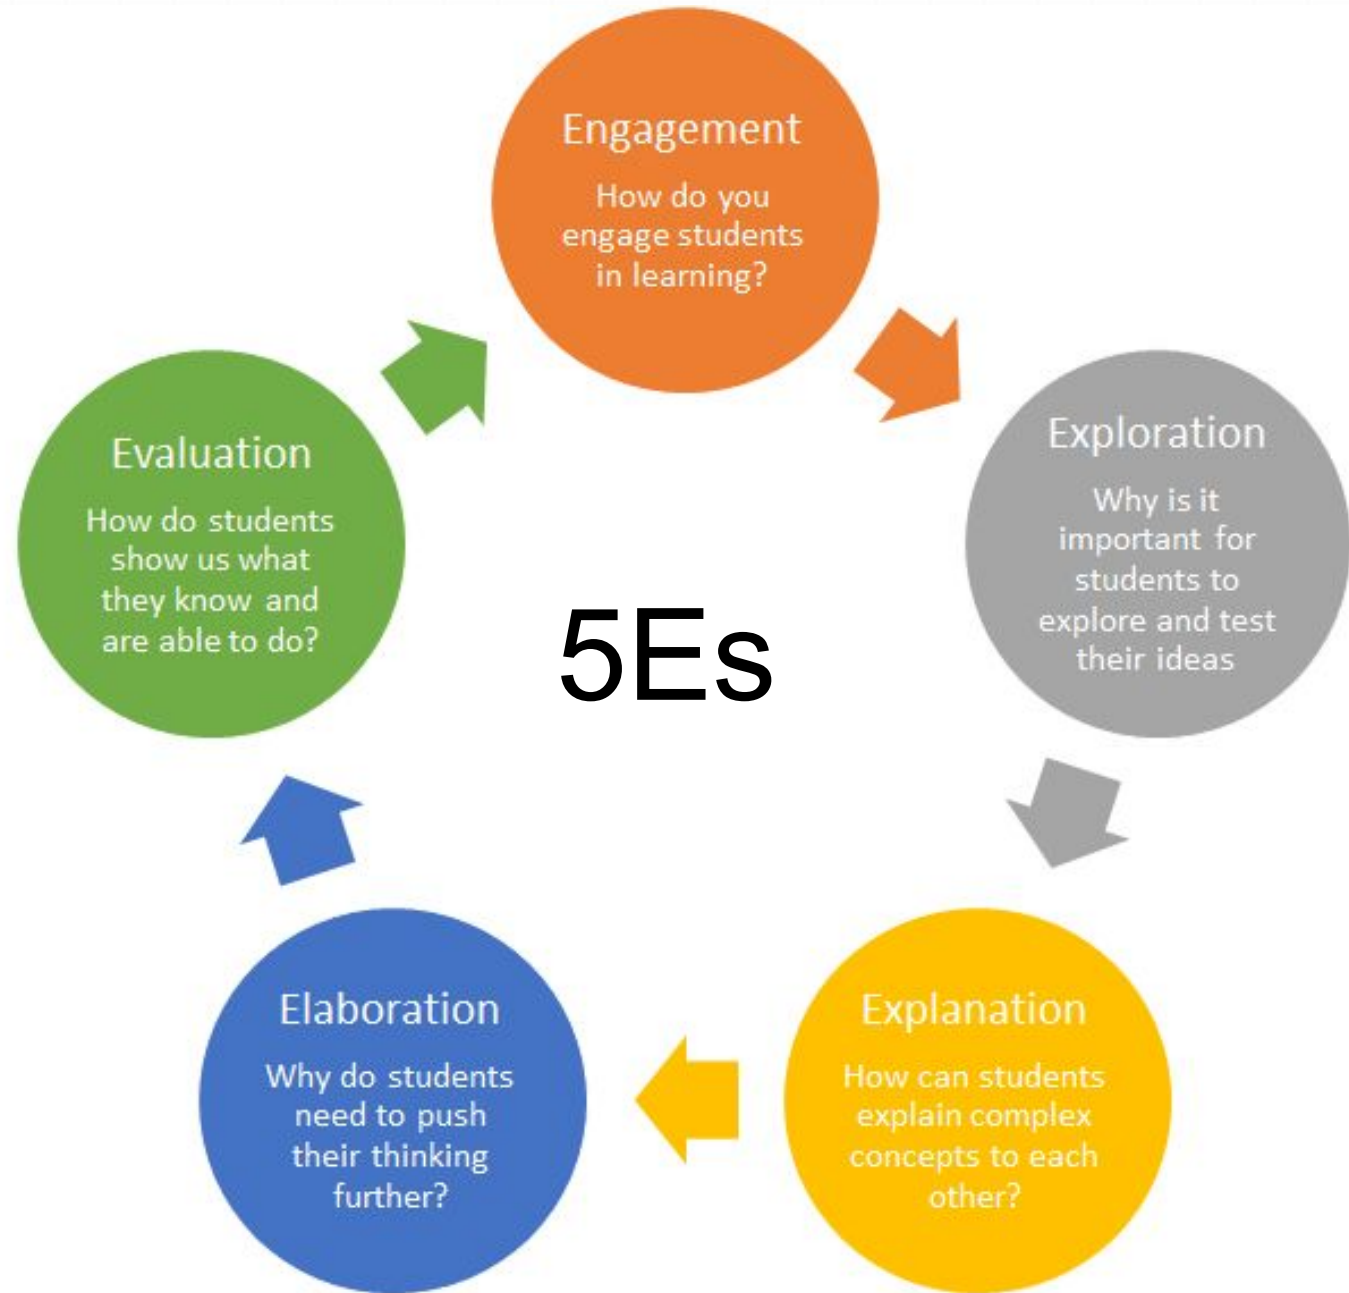 Engagement
How do you
engage students
in learning?
Exploration
Why is it
important for
students to
explore and test
their ideas
Explanation
How can students
explain complex
concepts to each
other?
Elaboration
Why do students
need to push
their thinking
further?
Evaluation
How do students
show us what
they know and
are able to do?
5Es